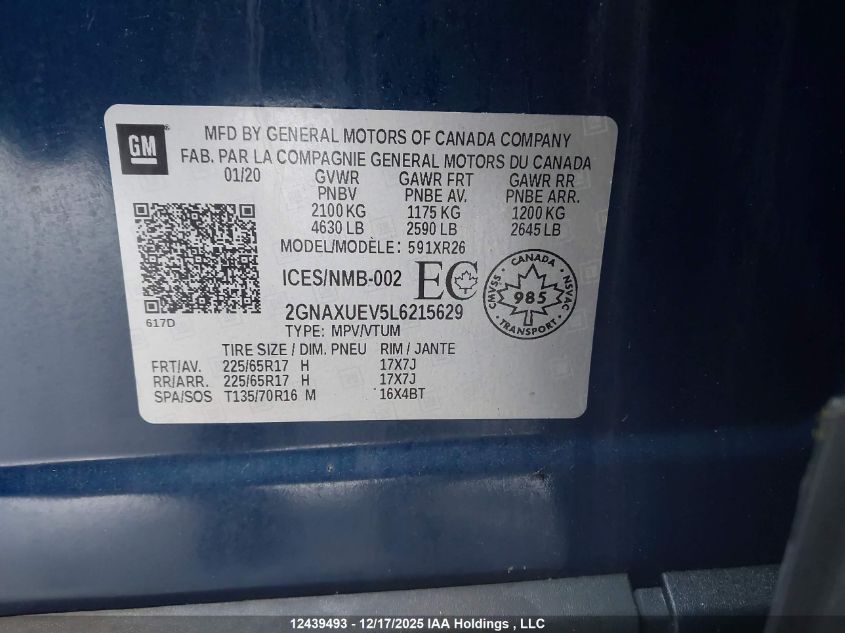 GM
MFD BY GENERAL MOTORS OF CANADA COMPANY
FAB. PAR LA COMPAGNIE GENERAL MOTORS DU CANADA
01/20 GVWR GAWR FRT GAWR RR
PNBV PNBE AV. PNBE ARR.
2100 KG 1175 KG 1200 KG
4630 LB 2590 LB 2645 LB
MODEL/MODÈLE: 591XR26
ICES/NMB-002 EC
CANADA
CMVSS 985 NSVAC
TRANSPORT
2GNAXUEV5L6215629
617D
TYPE: MPV/VTUM
TIRE SIZE / DIM. PNEU RIM / JANTE
FRT/AV. 225/65R17 H 17X7J
RR/ARR. 225/65R17 H 17X7J
SPA/SOS T135/70R16 M 16X4BT
12439493 - 12/17/2025 IAA Holdings , LLC